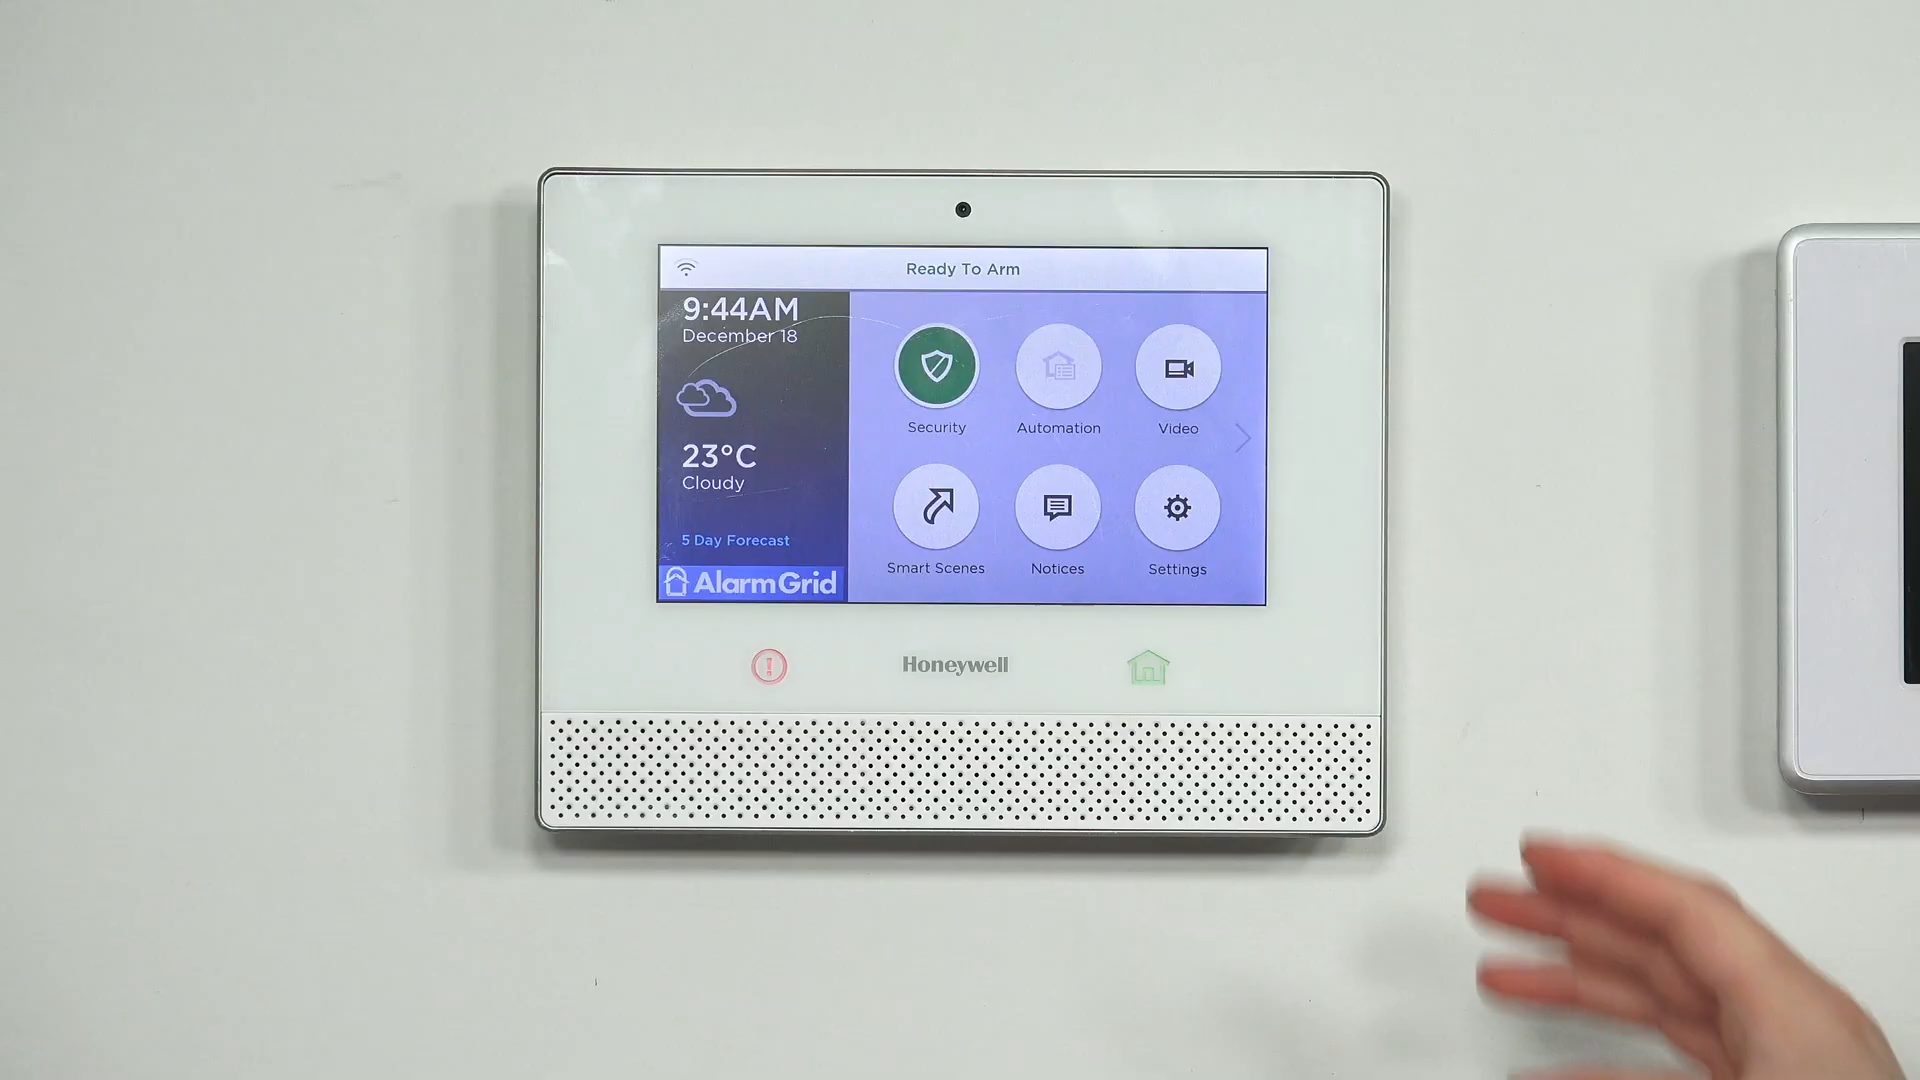 Ready To Arm
9:44AM
December 18
23°C
Cloudy
5 Day Forecast
AlarmGrid
Security
Automation
Video
Smart Scenes
Notices
Settings
Honeywell